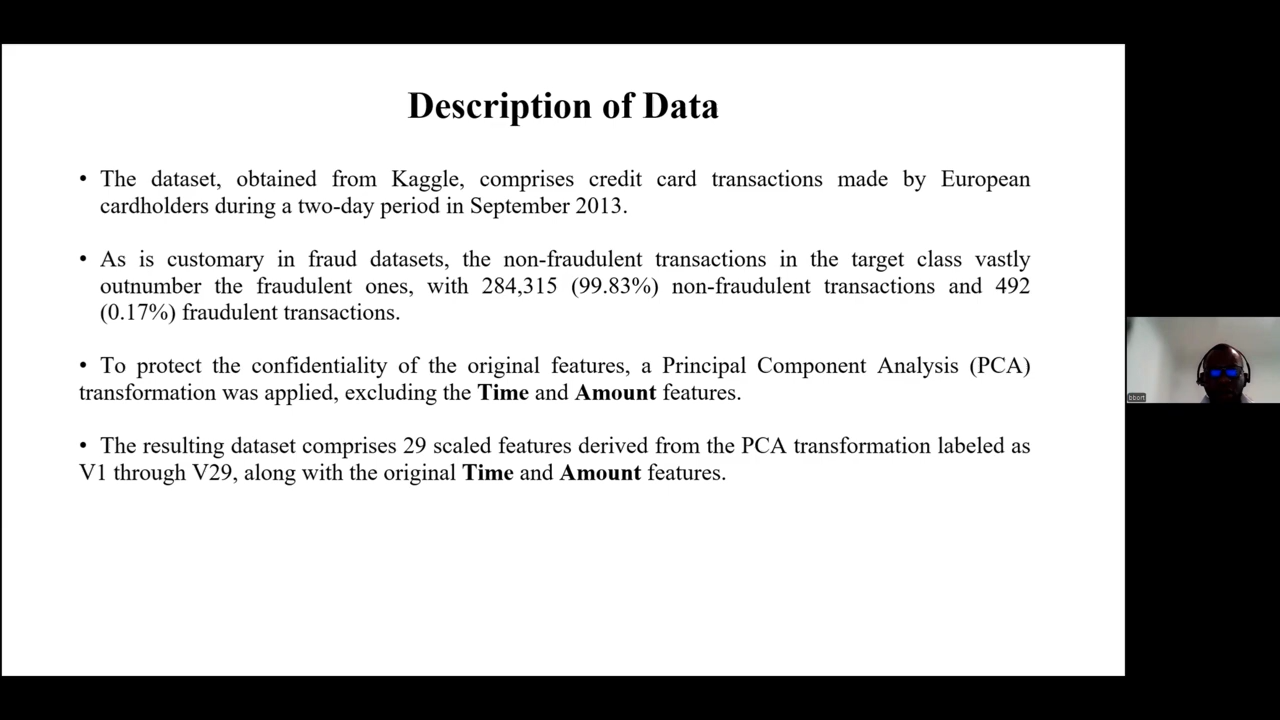 Description of Data
• The dataset, obtained from Kaggle, comprises credit card transactions made by European
cardholders during a two-day period in September 2013.
• As is customary in fraud datasets, the non-fraudulent transactions in the target class vastly
outnumber the fraudulent ones, with 284,315 (99.83%) non-fraudulent transactions and 492
(0.17%) fraudulent transactions.
• To protect the confidentiality of the original features, a Principal Component Analysis (PCA)
transformation was applied, excluding the Time and Amount features.
• The resulting dataset comprises 29 scaled features derived from the PCA transformation labeled as
V1 through V29, along with the original Time and Amount features.
bbort